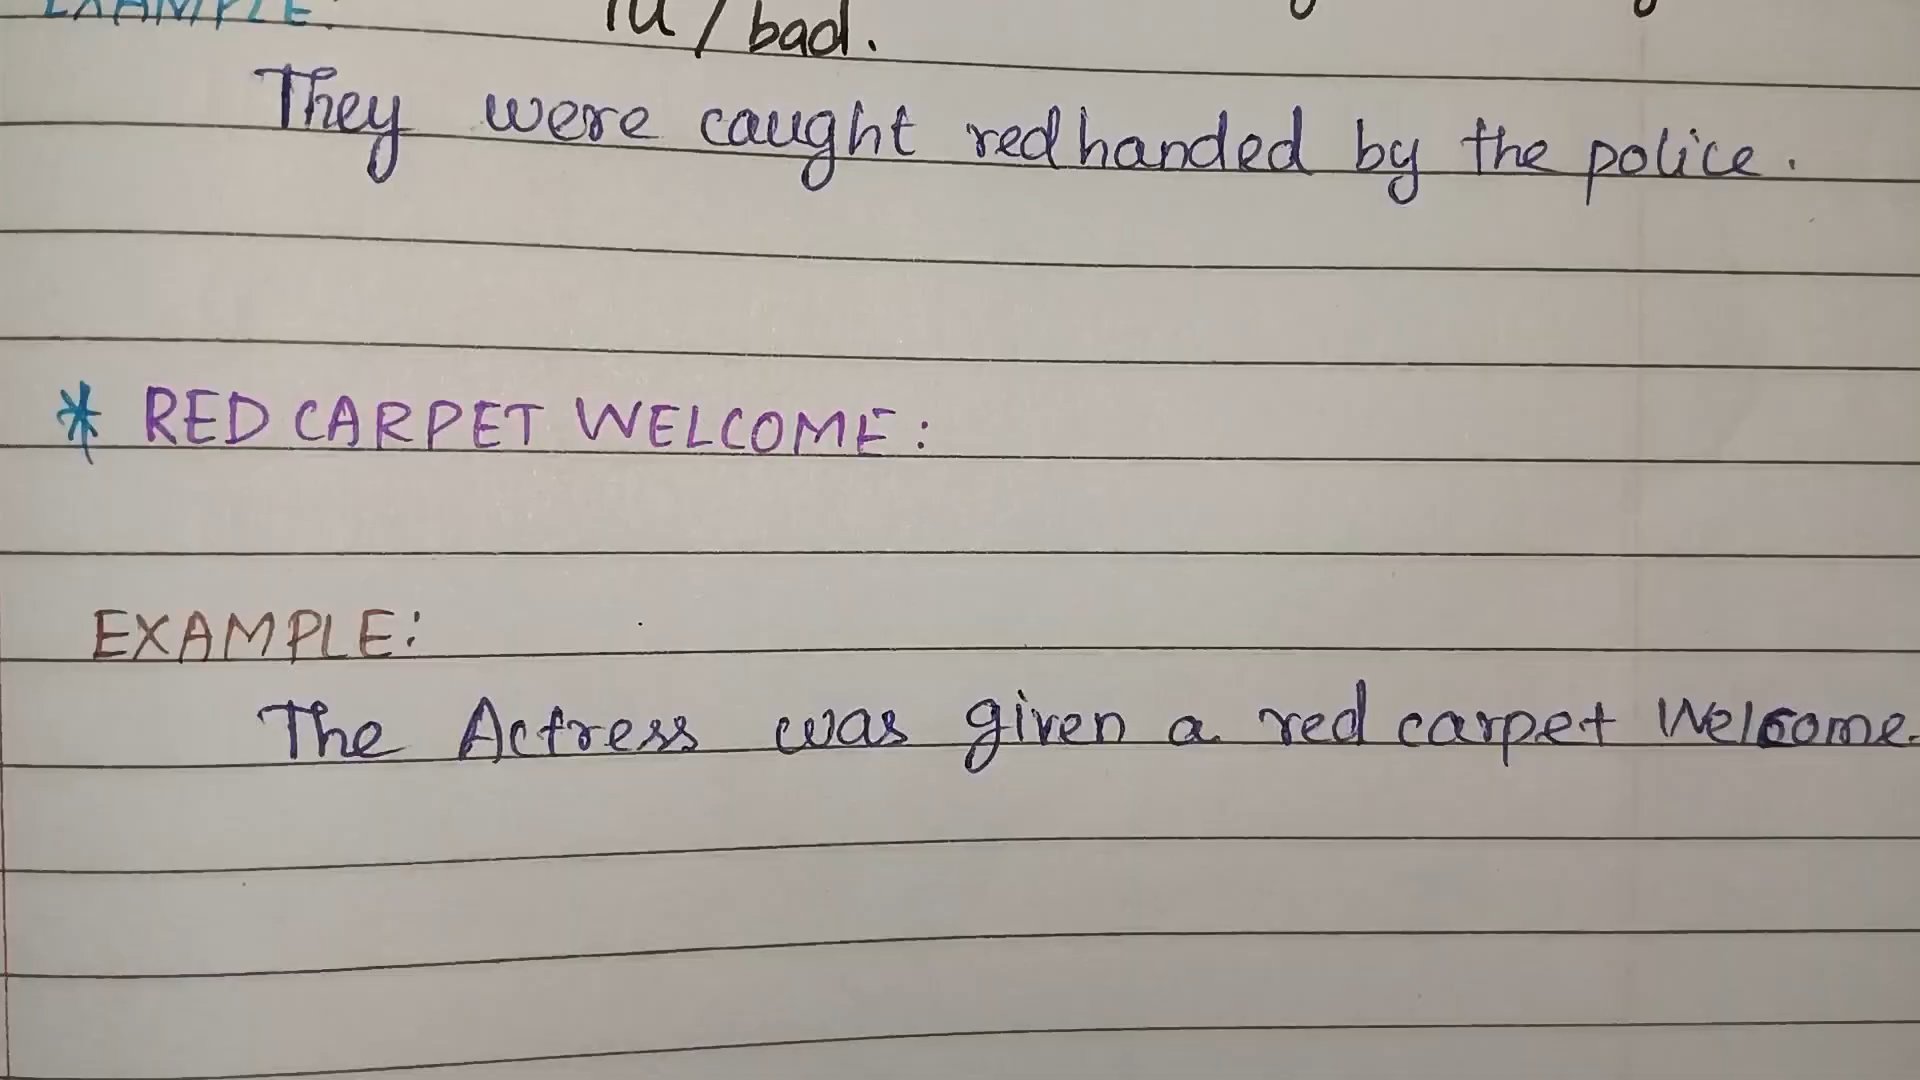 EXAMPLE:
/ bad.
They were caught redhanded by the police.
* RED CARPET WELCOME:
EXAMPLE:
The Actress was given a red carpet Welcome.